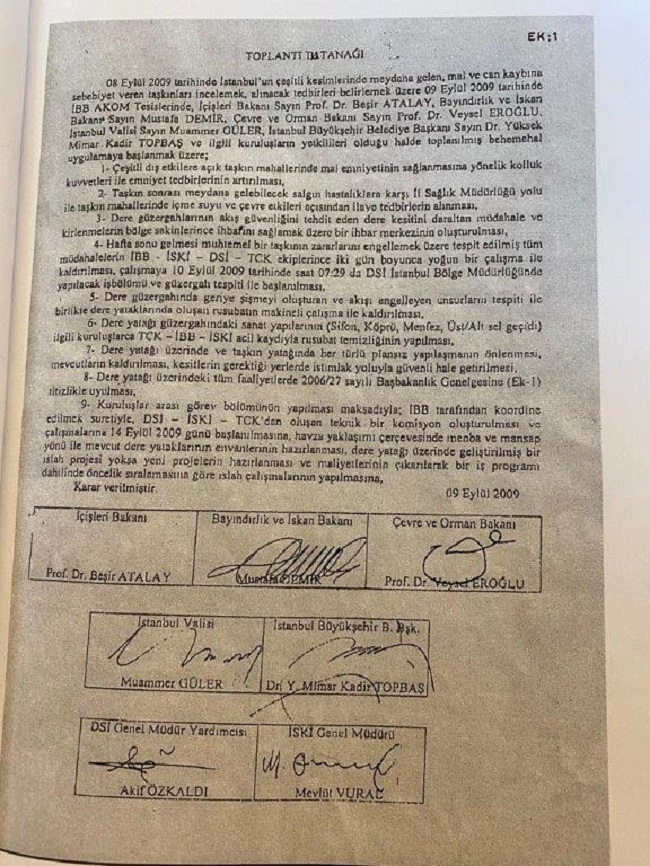 EK:1
TOPLANTI TUTANAĞI
08 Eylül 2009 tarihinde İstanbul'un çeşitli kesimlerinde meydana gelen, mal ve can kaybına
sebebiyet veren taşkınları incelemek, alınacak tedbirleri belirlemek üzere 09 Eylül 2009 tarihinde
İBB AKOM Tesislerinde, İçişleri Bakanı Sayın Prof. Dr. Beşir ATALAY, Bayındırlık ve İskan
Bakanı Sayın Mustafa DEMİR, Çevre ve Orman Bakanı Sayın Prof. Dr. Veysel EROĞLU,
İstanbul Valisi Sayın Muammer GÜLER, İstanbul Büyükşehir Belediye Başkanı Sayın Dr. Yüksek
Mimar Kadir TOPBAŞ ve ilgili kuruluşların yetkilileri olduğu halde toplanılmış behemehal
uygulamaya başlanmak üzere;
1- Çeşitli dış etkilere açık taşkın mahallerinde mal emniyetinin sağlanmasına yönelik kolluk
kuvvetleri ile emniyet tedbirlerinin artırılması,
2- Taşkın sonrası meydana gelebilecek salgın hastalıklara karşı İl Sağlık Müdürlüğü yolu
ile taşkın mahallerinde içme suyu ve çevre etkileri açısından ilave tedbirlerin alınması,
3- Dere güzergahlarının akış güvenliğini tehdit eden dere kesitini daraltan müdahale ve
kirlenmelerin bölge sakinlerince ihbarını sağlamak üzere bir ihbar merkezinin oluşturulması,
4- Hafta sonu gelmesi muhtemel bir taşkının zararlarını engellemek üzere tespit edilmiş tüm
müdahalelerin İBB - İSKİ - DSİ - TCK ekiplerince iki gün boyunca yoğun bir çalışma ile
kaldırılması, çalışmaya 10 Eylül 2009 tarihinde saat 07:29 da DSİ İstanbul Bölge Müdürlüğünde
yapılacak işbölümü ve güzergah tespiti ile başlanılması,
5- Dere güzergahında geriye şişmeyi oluşturan ve akışı engelleyen unsurların tespiti ile
birlikte dere yataklarında oluşan rusubatın makineli çalışma ile kaldırılması,
6- Dere yatağı güzergahındaki sanat yapılarının (Sifon, Köprü, Menfez, Üst/Alt sel geçidi)
ilgili kuruluşlarca TCK – İBB – İSKİ acil kaydıyla rusubat temizliğinin yapılması,
7- Dere yatağı üzerinde ve taşkın yatağında her türlü plansız yapılaşmanın önlenmesi,
mevcutların kaldırılması, kesitlerin gerektiği yerlerde istimlak yoluyla güvenli hale getirilmesi,
8- Dere yatağı üzerindeki tüm faaliyetlerde 2006/27 sayılı Başbakanlık Genelgesine (Ek-1)
titizlikle uyulması,
9- Kuruluşlar arası görev bölümünün yapılması maksadıyla; İBB tarafından koordine
edilmek suretiyle, DSİ – İSKİ – TCK'dan oluşan teknik bir komisyon oluşturulması ve
çalışmalarına 14 Eylül 2009 günü başlanılmasına, havza yaklaşımı çerçevesinde menba ve mansap
yönü ile mevcut dere yataklarının envanterinin hazırlanması, dere yatağı üzerinde geliştirilmiş bir
ıslah projesi yoksa yeni projelerin hazırlanması ve maliyetlerinin çıkarılarak bir iş programı
dahilinde öncelik sıralamasına göre ıslah çalışmalarının yapılmasına,
Karar verilmiştir.
09 Eylül 2009
İçişleri Bakanı
Bayındırlık ve İskan Bakanı
Çevre ve Orman Bakanı
Prof. Dr. Beşir ATALAY
Mustafa DEMİR
Prof. Dr. Veysel EROĞLU
İstanbul Valisi
İstanbul Büyükşehir B. Bşk.
Muammer GÜLER
Dr. Y. Mimar Kadir TOPBAŞ
DSİ Genel Müdür Yardımcısı
İSKİ Genel Müdürü
Akif ÖZKALDI
Mevlüt VURAL